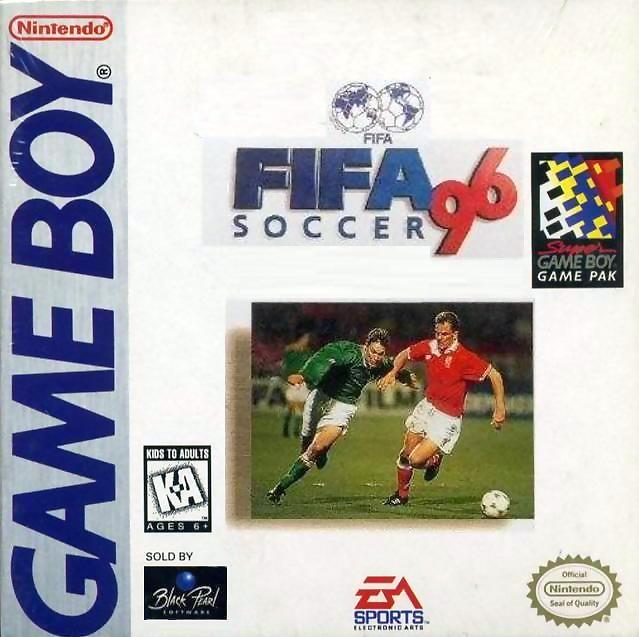 Nintendo®
GAME BOY®
FIFA
FIFA
SOCCER 96
Super
GAME BOY
GAME PAK
KIDS TO ADULTS
K-A
AGES 6+
SOLD BY
Black Pearl
SOFTWARE
EA
SPORTS™
ELECTRONIC ARTS
Official
Nintendo
Seal of Quality